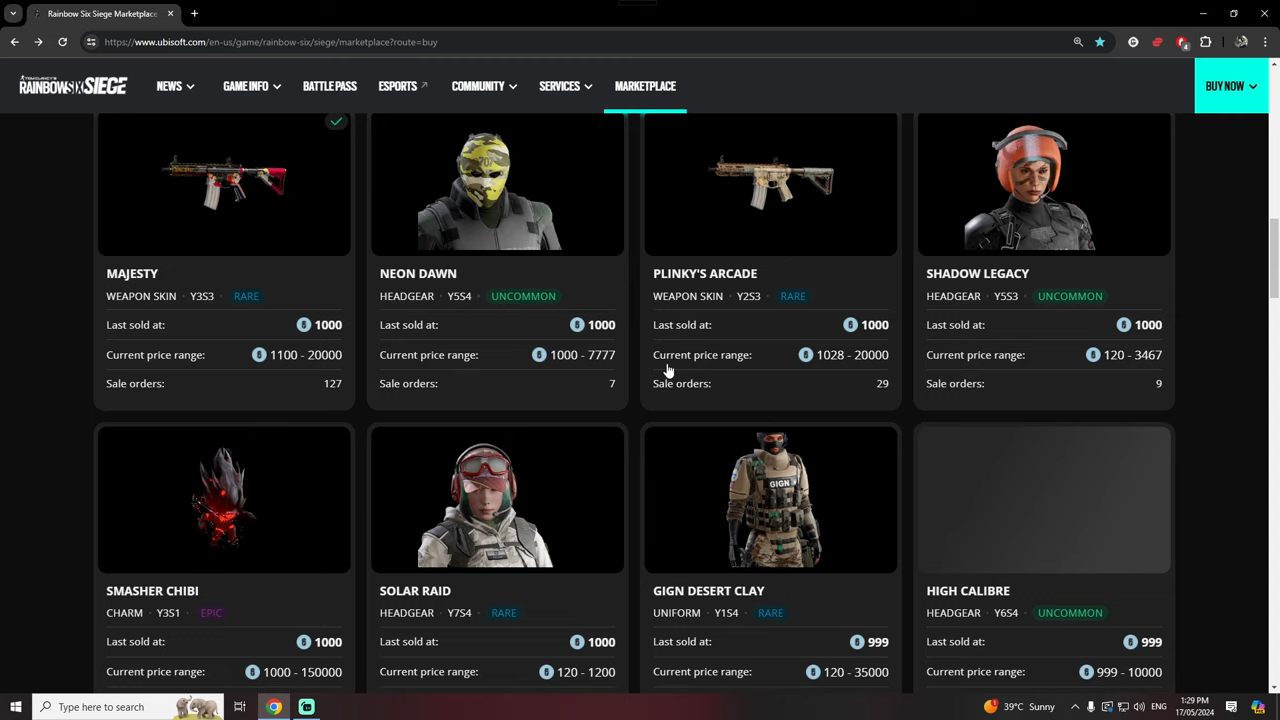 Rainbow Six Siege Marketplace
https://www.ubisoft.com/en-us/game/rainbow-six/siege/marketplace?route=buy
4
TOM CLANCY'S
RAINBOWSIX SIEGE
NEWS
GAME INFO
BATTLE PASS
ESPORTS
COMMUNITY
SERVICES
MARKETPLACE
BUY NOW
MAJESTY
WEAPON SKIN · Y3S3 RARE
Last sold at: 1000
Current price range: 1100 - 20000
Sale orders: 127
NEON DAWN
HEADGEAR · Y5S4 UNCOMMON
Last sold at: 1000
Current price range: 1000 - 7777
Sale orders: 7
PLINKY'S ARCADE
WEAPON SKIN · Y2S3 RARE
Last sold at: 1000
Current price range: 1028 - 20000
Sale orders: 29
SHADOW LEGACY
HEADGEAR · Y5S3 UNCOMMON
Last sold at: 1000
Current price range: 120 - 3467
Sale orders: 9
SMASHER CHIBI
CHARM · Y3S1 EPIC
Last sold at: 1000
Current price range: 1000 - 150000
SOLAR RAID
HEADGEAR · Y7S4 RARE
Last sold at: 1000
Current price range: 120 - 1200
GIGN
GIGN DESERT CLAY
UNIFORM · Y1S4 RARE
Last sold at: 999
Current price range: 120 - 35000
HIGH CALIBRE
HEADGEAR · Y6S4 UNCOMMON
Last sold at: 999
Current price range: 999 - 10000
Type here to search
39°C Sunny
ENG
1:29 PM
17/05/2024